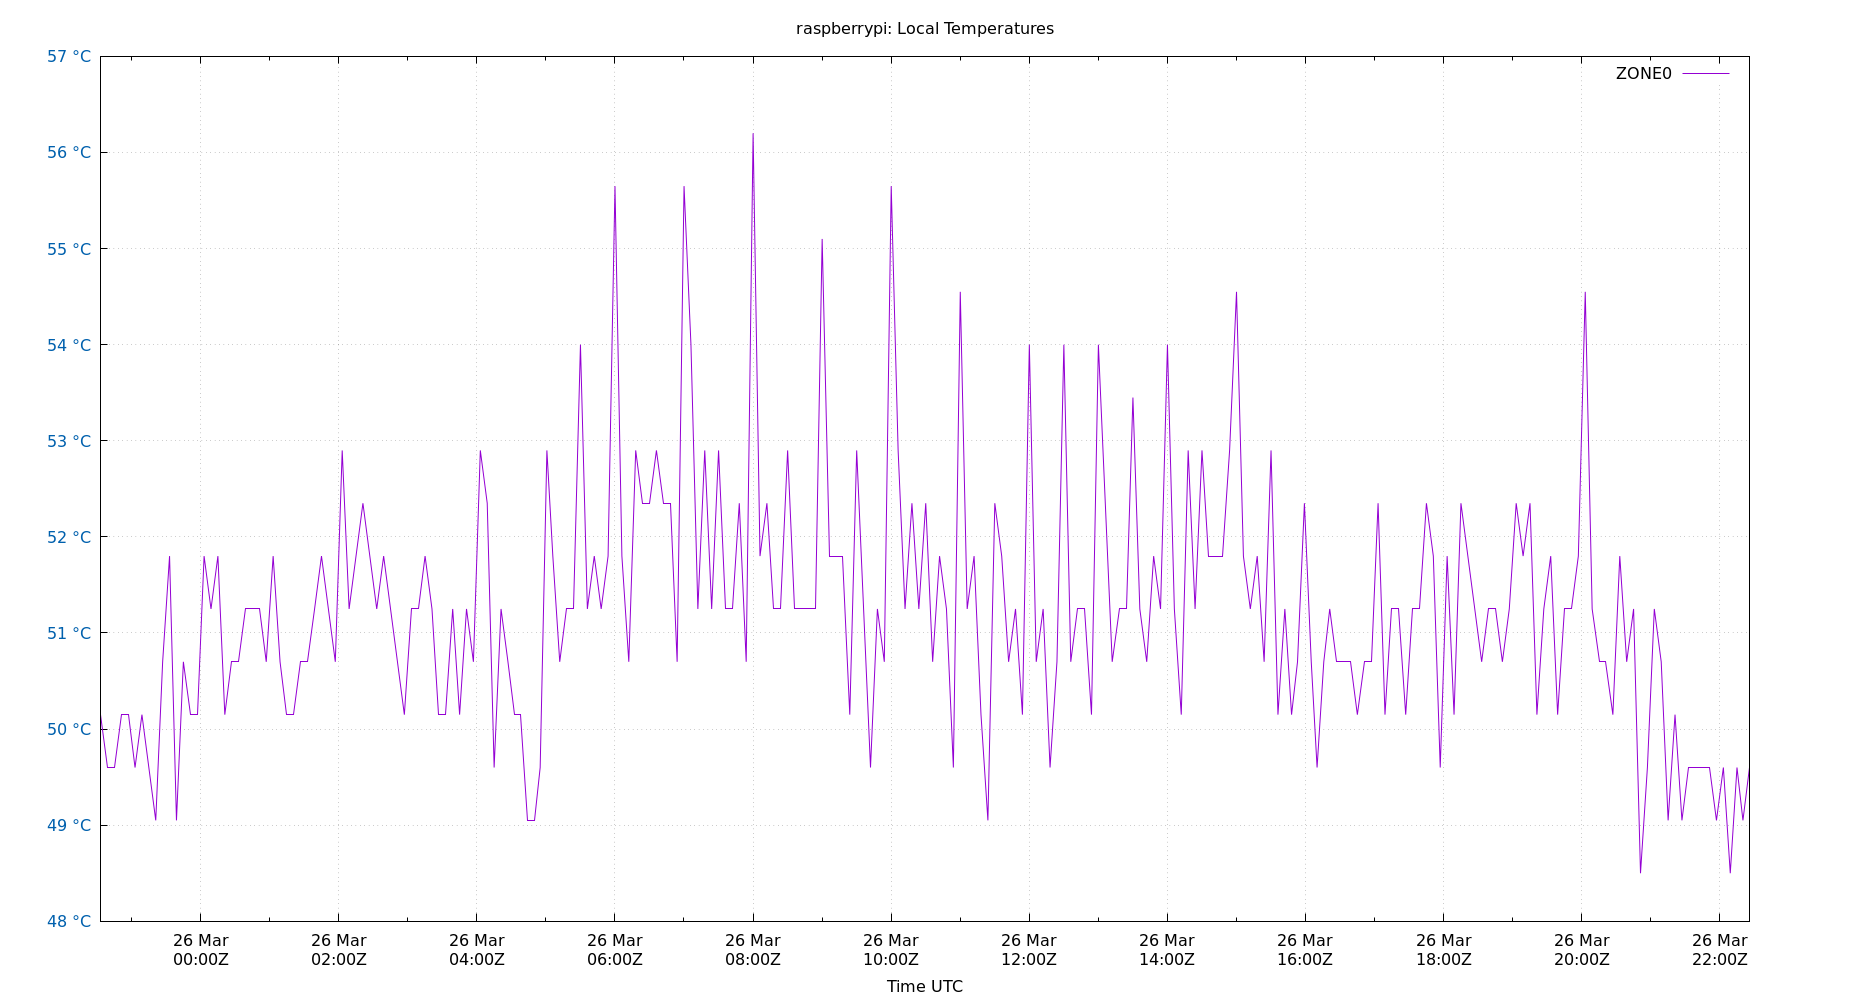 raspberrypi: Local Temperatures
57 °C
ZONE0
56 °C
55 °C
54 °C
53 °C
52 °C
51 °C
50 °C
49 °C
48 °C
26 Mar 26 Mar 26 Mar 26 Mar 26 Mar 26 Mar 26 Mar 26 Mar 26 Mar 26 Mar 26 Mar 26 Mar
00:00Z 02:00Z 04:00Z 06:00Z 08:00Z 10:00Z 12:00Z 14:00Z 16:00Z 18:00Z 20:00Z 22:00Z
Time UTC